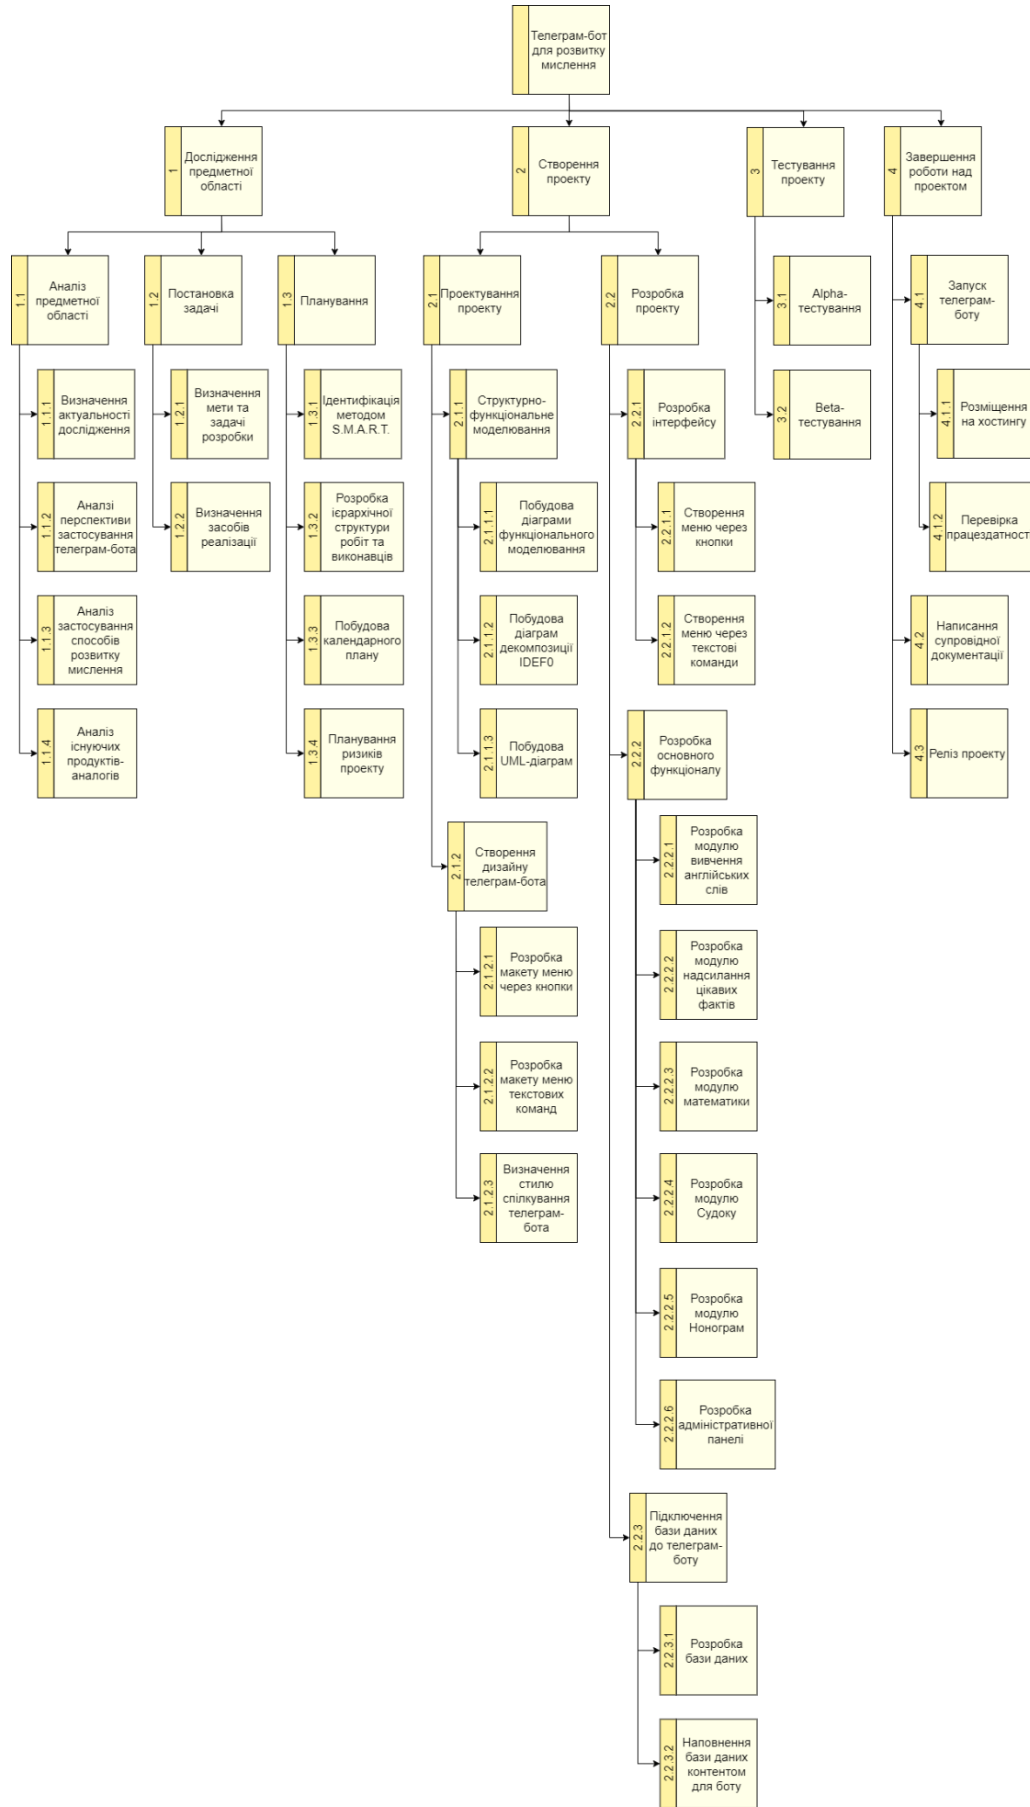 Телеграм-бот
для розвитку
мислення
1
Дослідження
предметної
області
2
Створення
проекту
3
Тестування
проекту
4
Завершення
роботи над
проектом
1.1
Аналіз
предметної
області
1.2
Постановка
задачі
1.3
Планування
2.1
Проектування
проекту
2.2
Розробка
проекту
3.1
Alpha-
тестування
4.1
Запуск
телеграм-
боту
1.1.1
Визначення
актуальності
дослідження
1.2.1
Визначення
мети та
задачі
розробки
1.3.1
Ідентифікація
методом
S.M.A.R.T.
2.1.1
Структурно-
функціональне
моделювання
2.2.1
Розробка
інтерфейсу
3.2
Beta-
тестування
4.1.1
Розміщення
на хостингу
1.1.2
Аналзі
перспективи
застосування
телеграм-бота
1.2.2
Визначення
засобів
реалізації
1.3.2
Розробка
ієрархічної
структури
робіт та
виконавців
2.1.1.1
Побудова
діаграми
функціонального
моделювання
2.2.1.1
Створення
меню через
кнопки
4.1.2
Перевірка
працездатност
1.1.3
Аналіз
застосування
способів
розвитку
мислення
1.3.3
Побудова
календарного
плану
2.1.1.2
Побудова
діаграм
декомпозиції
IDEF0
2.2.1.2
Створення
меню через
текстові
команди
4.2
Написання
супровідної
документації
1.1.4
Аналіз
існуючих
продуктів-
аналогів
1.3.4
Планування
ризиків
проекту
2.1.1.3
Побудова
UML-діаграм
2.2.2
Розробка
основного
функціоналу
4.3
Реліз проекту
2.1.2
Створення
дизайну
телеграм-бота
2.2.2.1
Розробка
модулю
вивчення
англійських
слів
2.1.2.1
Розробка
макету меню
через кнопки
2.2.2.2
Розробка
модулю
надсилання
цікавих
фактів
2.1.2.2
Розробка
макету меню
текстових
команд
2.2.2.3
Розробка
модулю
математики
2.1.2.3
Визначення
стилю
спілкування
телеграм-
бота
2.2.2.4
Розробка
модулю
Судоку
2.2.2.5
Розробка
модулю
Нонограм
2.2.2.6
Розробка
адміністративної
панелі
2.2.3
Підключення
бази даних
до телеграм-
боту
2.2.3.1
Розробка
бази даних
2.2.3.2
Наповнення
бази даних
контентом
для боту